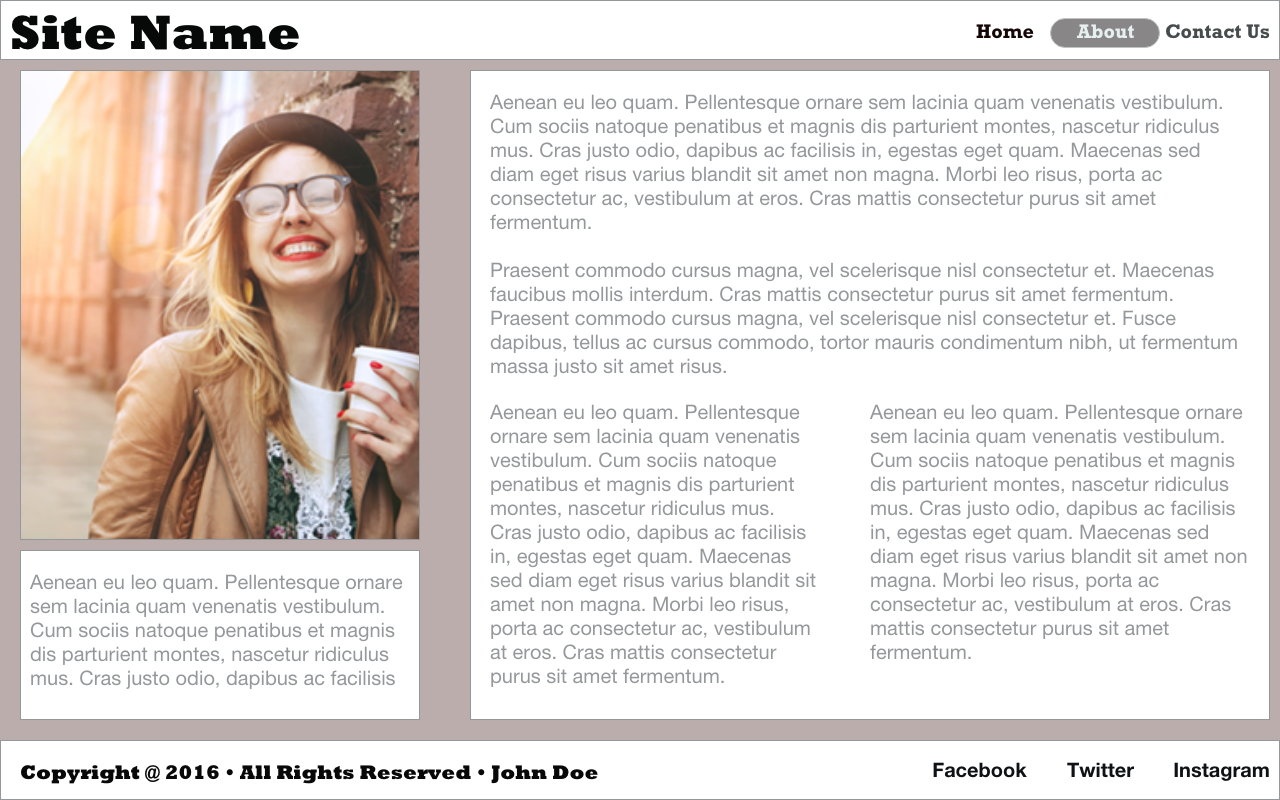 Site Name
Home About Contact Us
Aenean eu leo quam. Pellentesque ornare sem lacinia quam venenatis vestibulum.
Cum sociis natoque penatibus et magnis dis parturient montes, nascetur ridiculus
mus. Cras justo odio, dapibus ac facilisis in, egestas eget quam. Maecenas sed
diam eget risus varius blandit sit amet non magna. Morbi leo risus, porta ac
consectetur ac, vestibulum at eros. Cras mattis consectetur purus sit amet
fermentum.
Praesent commodo cursus magna, vel scelerisque nisl consectetur et. Maecenas
faucibus mollis interdum. Cras mattis consectetur purus sit amet fermentum.
Praesent commodo cursus magna, vel scelerisque nisl consectetur et. Fusce
dapibus, tellus ac cursus commodo, tortor mauris condimentum nibh, ut fermentum
massa justo sit amet risus.
Aenean eu leo quam. Pellentesque
ornare sem lacinia quam venenatis
vestibulum. Cum sociis natoque
penatibus et magnis dis parturient
montes, nascetur ridiculus mus.
Cras justo odio, dapibus ac facilisis
in, egestas eget quam. Maecenas
sed diam eget risus varius blandit sit
amet non magna. Morbi leo risus,
porta ac consectetur ac, vestibulum
at eros. Cras mattis consectetur
purus sit amet fermentum.
Aenean eu leo quam. Pellentesque ornare
sem lacinia quam venenatis vestibulum.
Cum sociis natoque penatibus et magnis
dis parturient montes, nascetur ridiculus
mus. Cras justo odio, dapibus ac facilisis
in, egestas eget quam. Maecenas sed
diam eget risus varius blandit sit amet non
magna. Morbi leo risus, porta ac
consectetur ac, vestibulum at eros. Cras
mattis consectetur purus sit amet
fermentum.
Aenean eu leo quam. Pellentesque ornare
sem lacinia quam venenatis vestibulum.
Cum sociis natoque penatibus et magnis
dis parturient montes, nascetur ridiculus
mus. Cras justo odio, dapibus ac facilisis
Copyright @ 2016 • All Rights Reserved • John Doe
Facebook Twitter Instagram